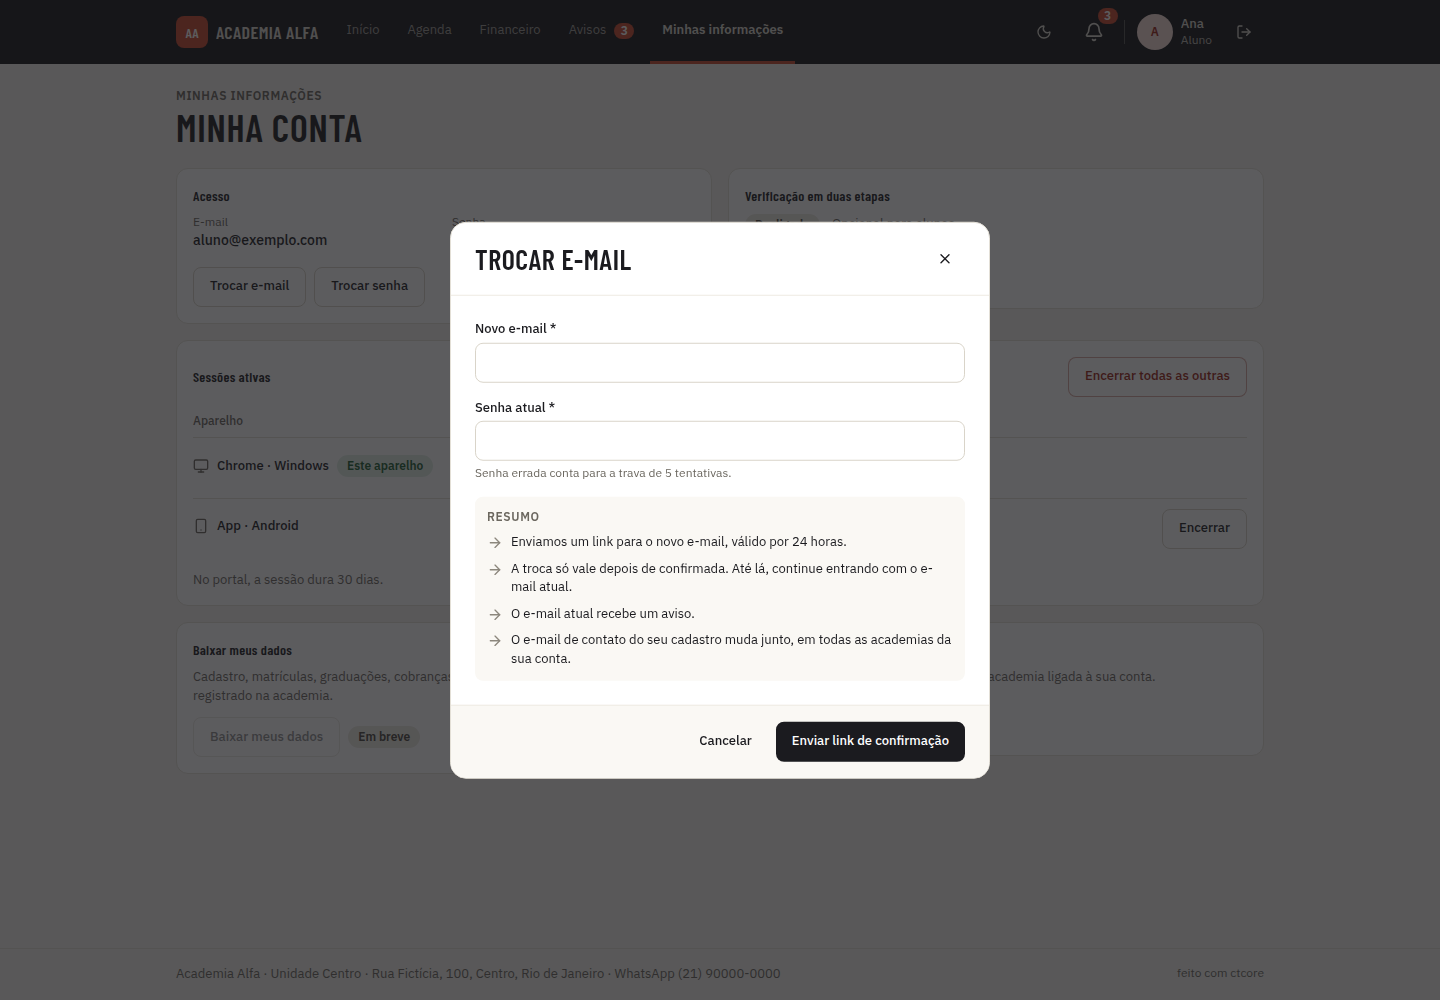 AA ACADEMIA ALFA Início Agenda Financeiro Avisos 3 Minhas informações 3 A Ana
Aluno
MINHAS INFORMAÇÕES
MINHA CONTA
Acesso
E-mail
aluno@exemplo.com
Trocar e-mail Trocar senha
Verificação em duas etapas
Sessões ativas
Encerrar todas as outras
Aparelho
Chrome · Windows Este aparelho
App · Android
Encerrar
No portal, a sessão dura 30 dias.
Baixar meus dados
Cadastro, matrículas, graduações, cobranças
registrado na academia.
Baixar meus dados Em breve
academia ligada à sua conta.
TROCAR E-MAIL
Novo e-mail *
Senha atual *
Senha errada conta para a trava de 5 tentativas.
RESUMO
→ Enviamos um link para o novo e-mail, válido por 24 horas.
→ A troca só vale depois de confirmada. Até lá, continue entrando com o e-
mail atual.
→ O e-mail atual recebe um aviso.
→ O e-mail de contato do seu cadastro muda junto, em todas as academias da
sua conta.
Cancelar Enviar link de confirmação
Academia Alfa · Unidade Centro · Rua Fictícia, 100, Centro, Rio de Janeiro · WhatsApp (21) 90000-0000
feito com ctcore